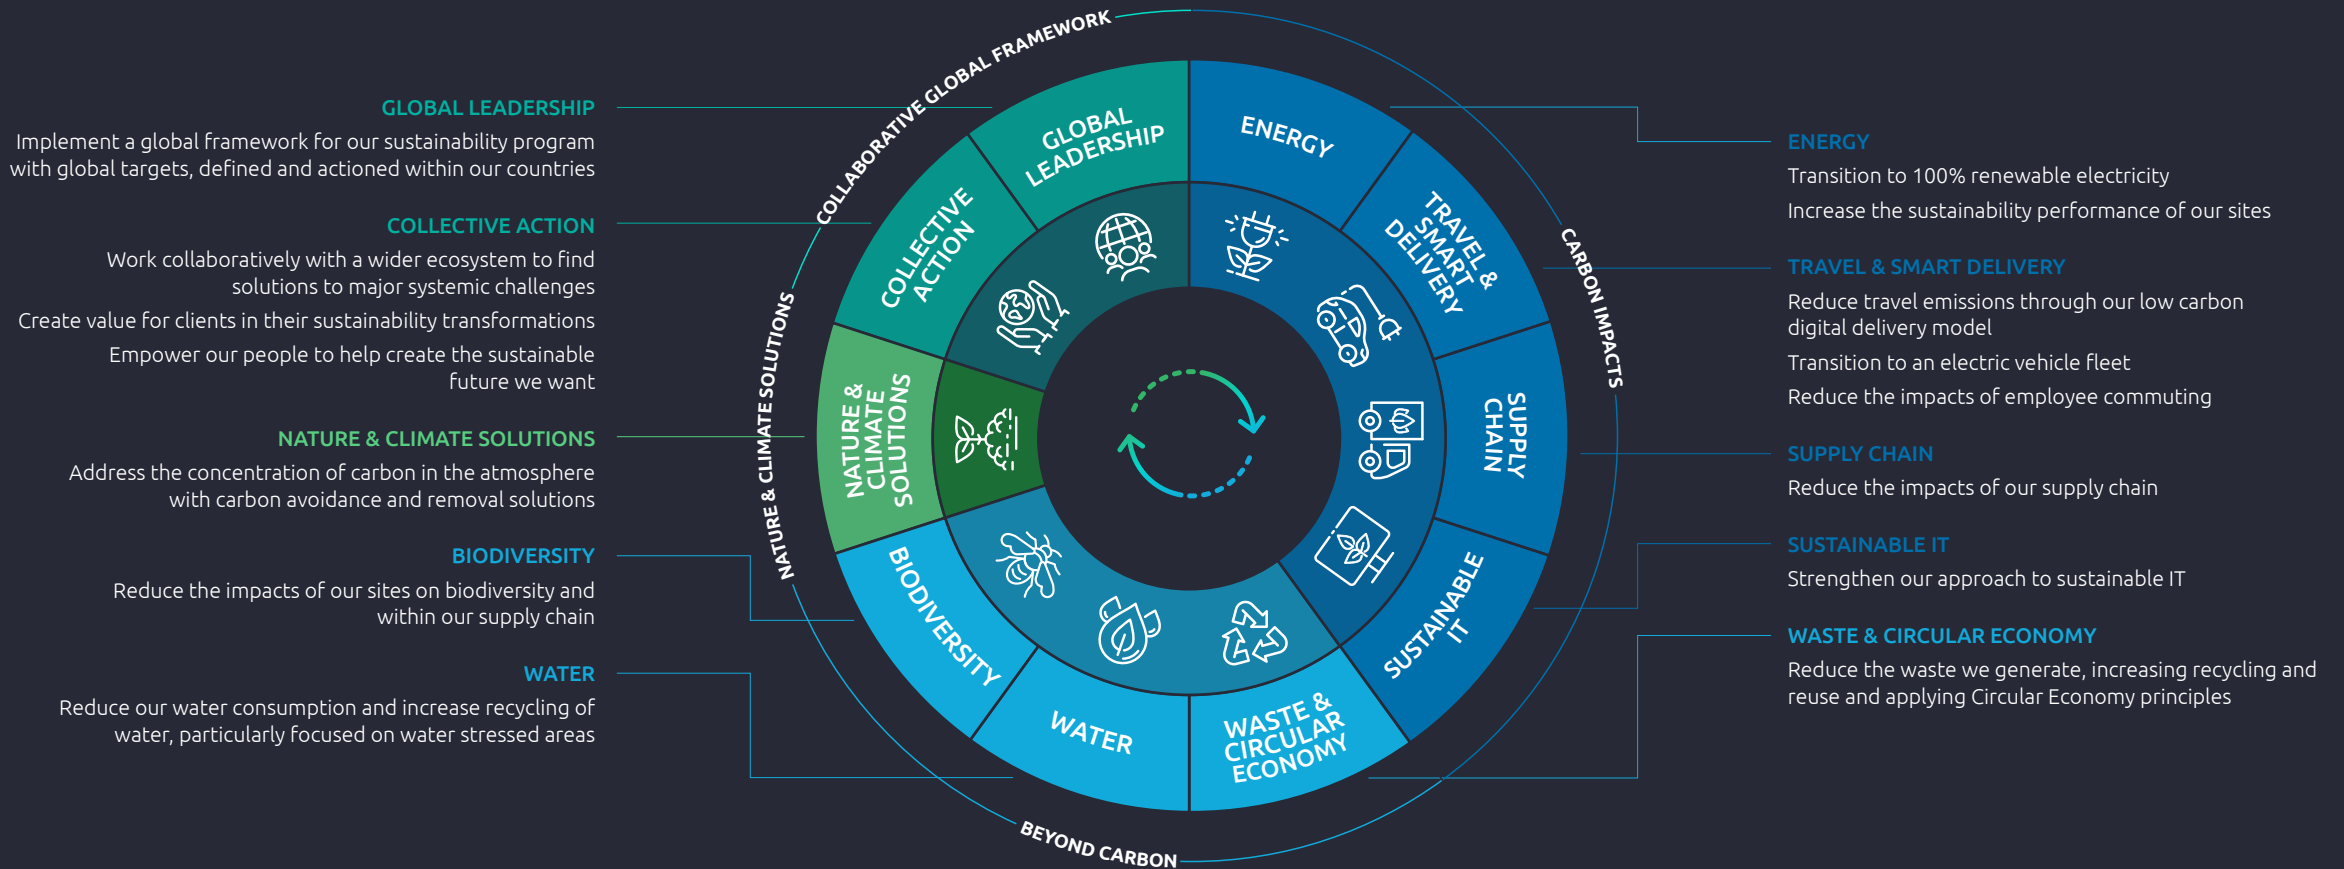 GLOBAL LEADERSHIP
Implement a global framework for our sustainability program
with global targets, defined and actioned within our countries
COLLECTIVE ACTION
Work collaboratively with a wider ecosystem to find
solutions to major systemic challenges
Create value for clients in their sustainability transformations
Empower our people to help create the sustainable
future we want
NATURE & CLIMATE SOLUTIONS
Address the concentration of carbon in the atmosphere
with carbon avoidance and removal solutions
BIODIVERSITY
Reduce the impacts of our sites on biodiversity and
within our supply chain
WATER
Reduce our water consumption and increase recycling of
water, particularly focused on water stressed areas
COLLABORATIVE GLOBAL FRAMEWORK
CARBON IMPACTS
BEYOND CARBON
NATURE & CLIMATE SOLUTIONS
GLOBAL
LEADERSHIP
ENERGY
TRAVEL &
SMART
DELIVERY
SUPPLY
CHAIN
SUSTAINABLE
IT
WASTE &
CIRCULAR
ECONOMY
WATER
BIODIVERSITY
NATURE &
CLIMATE
SOLUTIONS
COLLECTIVE
ACTION
ENERGY
Transition to 100% renewable electricity
Increase the sustainability performance of our sites
TRAVEL & SMART DELIVERY
Reduce travel emissions through our low carbon
digital delivery model
Transition to an electric vehicle fleet
Reduce the impacts of employee commuting
SUPPLY CHAIN
Reduce the impacts of our supply chain
SUSTAINABLE IT
Strengthen our approach to sustainable IT
WASTE & CIRCULAR ECONOMY
Reduce the waste we generate, increasing recycling and
reuse and applying Circular Economy principles